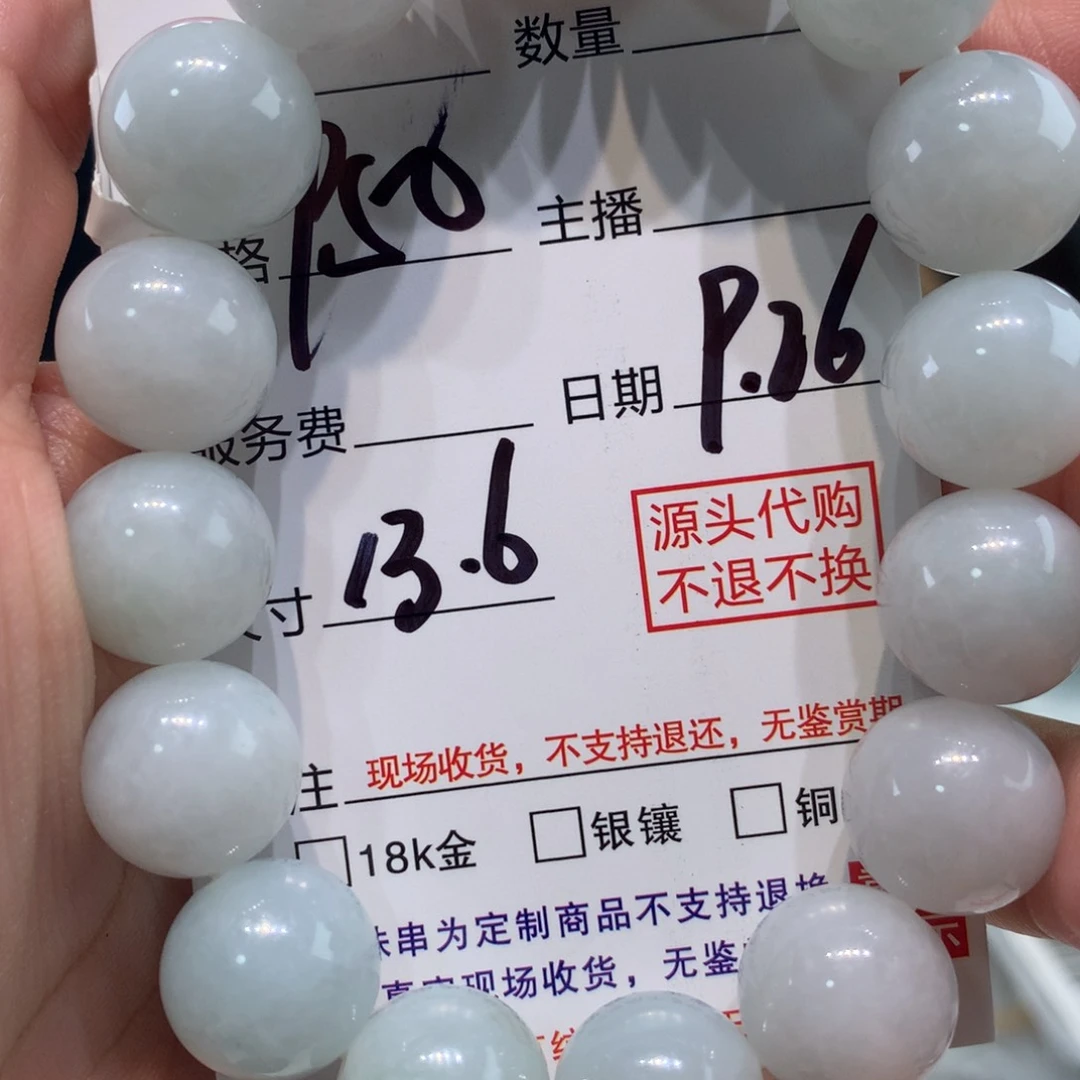 数量
格 P50 主播
日期 P.26
服务费
寸 13.6
源头代购
不退不换
主 现场收货，不支持退还，无鉴赏期
18k金 银镶 铜
珠串为定制商品不支持退换
现场收货，无鉴